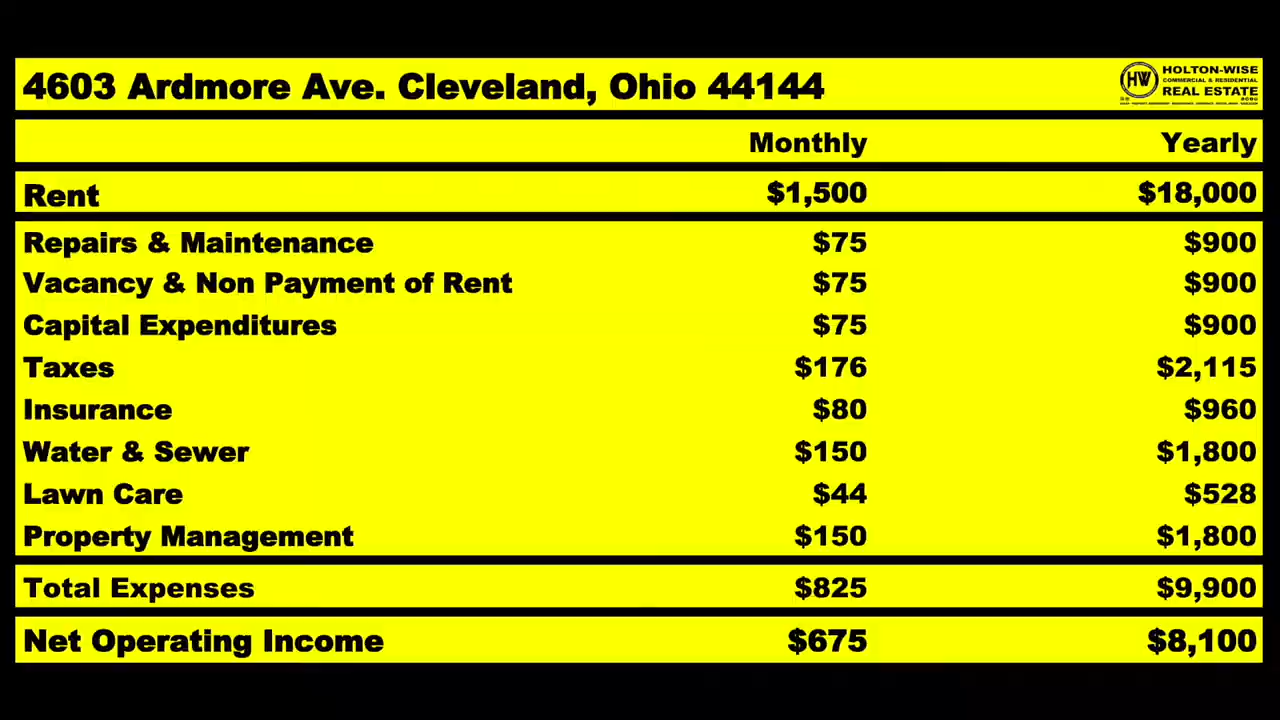 4603 Ardmore Ave. Cleveland, Ohio 44144
HW
HOLTON-WISE
COMMERCIAL & RESIDENTIAL
REAL ESTATE
Monthly Yearly
Rent $1,500 $18,000
Repairs & Maintenance $75 $900
Vacancy & Non Payment of Rent $75 $900
Capital Expenditures $75 $900
Taxes $176 $2,115
Insurance $80 $960
Water & Sewer $150 $1,800
Lawn Care $44 $528
Property Management $150 $1,800
Total Expenses $825 $9,900
Net Operating Income $675 $8,100